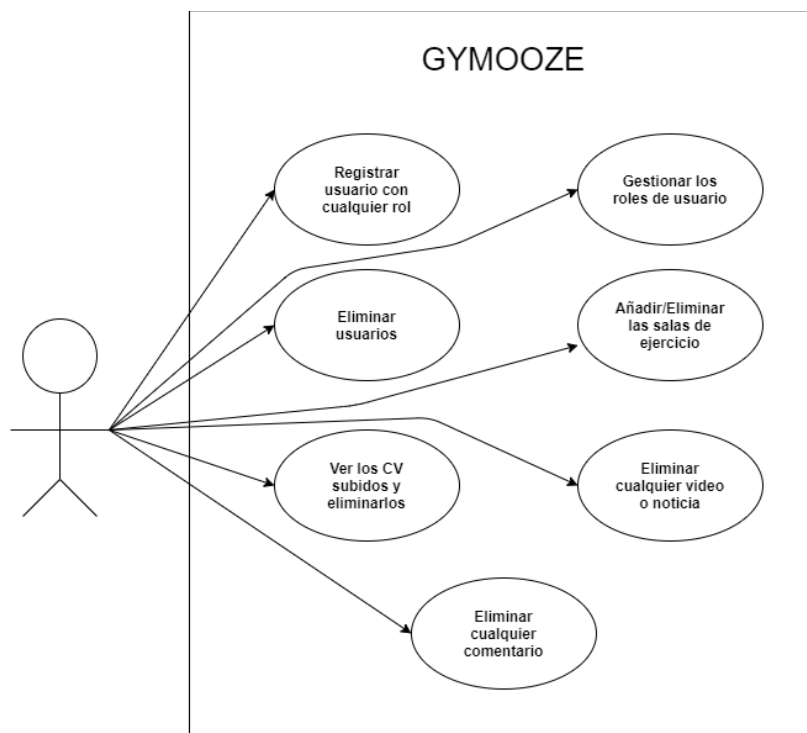 GYMOOZE
Registrar
usuario con
cualquier rol
Gestionar los
roles de usuario
Eliminar
usuarios
Añadir/Eliminar
las salas de
ejercicio
Ver los CV
subidos y
eliminarlos
Eliminar
cualquier video
o noticia
Eliminar
cualquier
comentario